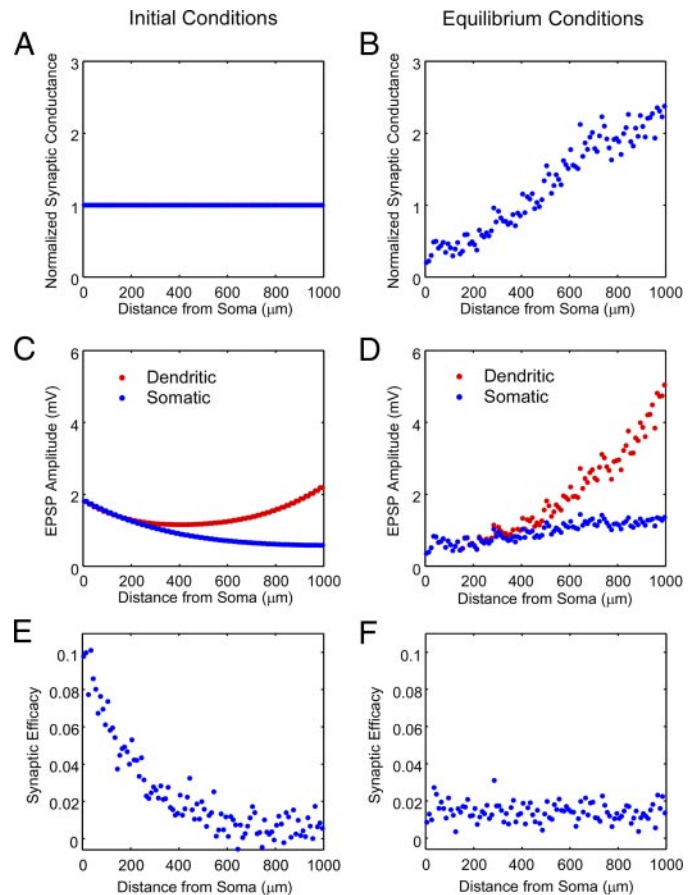 Initial Conditions
Equilibrium Conditions
A
Normalized Synaptic Conductance
3
2
1
0
0 200 400 600 800 1000
Distance from Soma (μm)
B
Normalized Synaptic Conductance
3
2
1
0
0 200 400 600 800 1000
Distance from Soma (μm)
C
EPSP Amplitude (mV)
6
4
2
0
Dendritic
Somatic
0 200 400 600 800 1000
Distance from Soma (μm)
D
EPSP Amplitude (mV)
6
4
2
0
Dendritic
Somatic
0 200 400 600 800 1000
Distance from Soma (μm)
E
Synaptic Efficacy
0.1
0.08
0.06
0.04
0.02
0
0 200 400 600 800 1000
Distance from Soma (μm)
F
Synaptic Efficacy
0.1
0.08
0.06
0.04
0.02
0
0 200 400 600 800 1000
Distance from Soma (μm)